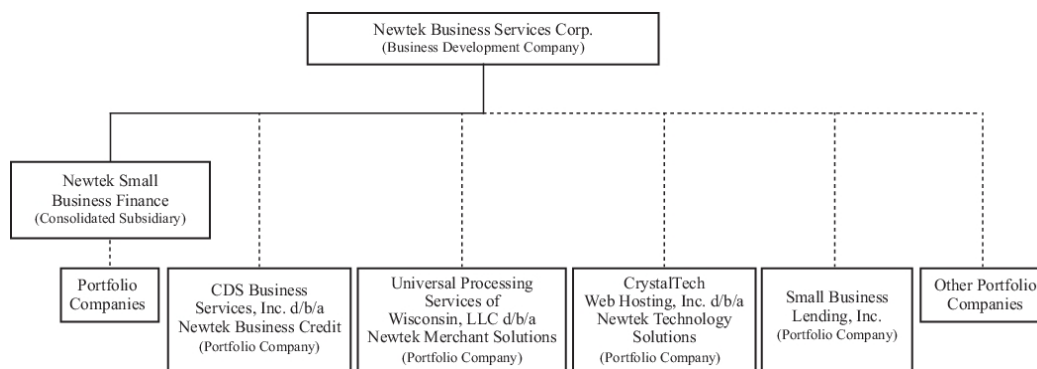 Newtek Business Services Corp.
(Business Development Company)
Newtek Small
Business Finance
(Consolidated Subsidiary)
Portfolio
Companies
CDS Business
Services, Inc. d/b/a
Newtek Business Credit
(Portfolio Company)
Universal Processing
Services of
Wisconsin, LLC d/b/a
Newtek Merchant Solutions
(Portfolio Company)
CrystalTech
Web Hosting, Inc. d/b/a
Newtek Technology
Solutions
(Portfolio Company)
Small Business
Lending, Inc.
(Portfolio Company)
Other Portfolio
Companies